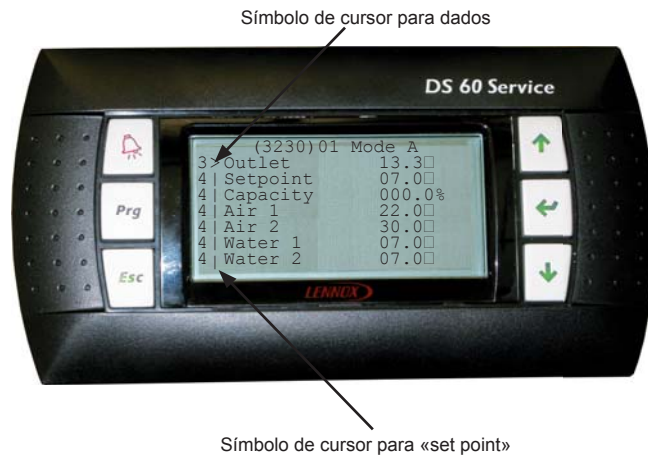 Símbolo de cursor para dados
DS 60 Service
(3230)01 Mode A
3>Outlet 13.3□
4|Setpoint 07.0□
4|Capacity 000.0%
4|Air 1 22.0□
4|Air 2 30.0□
4|Water 1 07.0□
4|Water 2 07.0□
Prg
Esc
LENNOX
Símbolo de cursor para «set point»